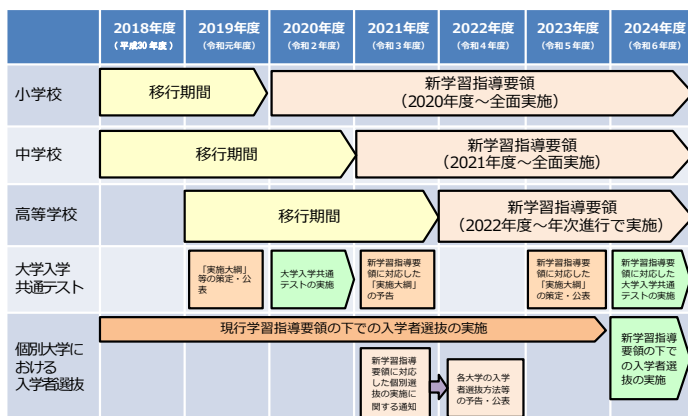 2018年度 2019年度 2020年度 2021年度 2022年度 2023年度 2024年度
(平成30年度) (令和元年度) (令和2年度) (令和3年度) (令和4年度) (令和5年度) (令和6年度)
小学校
移行期間
新学習指導要領
(2020年度~全面実施)
中学校
移行期間
新学習指導要領
(2021年度~全面実施)
高等学校
移行期間
新学習指導要領
(2022年度~年次進行で実施)
大学入学
共通テスト
「実施大綱」
等の策定・公
表
大学入学共通
テストの実施
新学習指導要
領に対応した
「実施大綱」
の予告
新学習指導要
領に対応した
「実施大綱」の
策定・公表
新学習指導要
領に対応した
大学入学共通
テストの実施
個別大学に
おける
入学者選抜
現行学習指導要領の下での入学者選抜の実施
新学習指導
要領に対応
した個別選抜
の実施に
関する通知
各大学の入学
者選抜方法等
の予告・公表
新学習指導
要領の下で
の入学者選
抜の実施